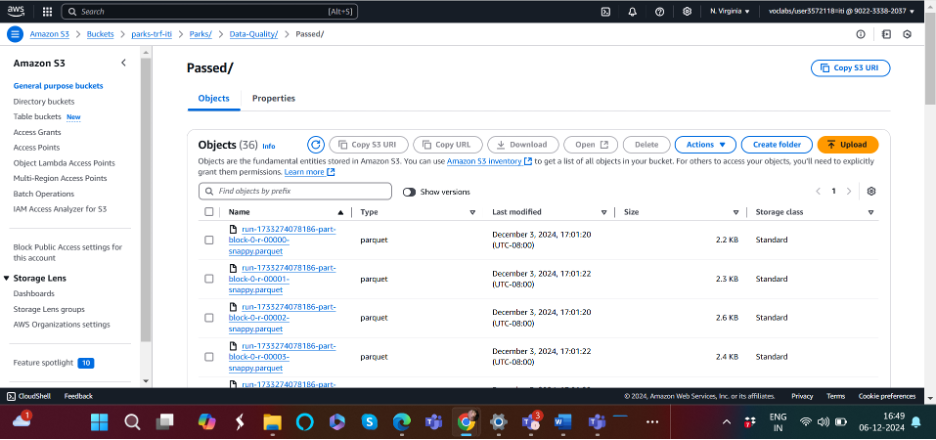 aws
Search
[Alt+S]
N. Virginia
voclabs/user3572118=iti @ 9022-3338-2037
Amazon S3
Buckets
parks-trf-iti
Parks/
Data-Quality/
Passed/
Amazon S3
General purpose buckets
Directory buckets
Table buckets New
Access Grants
Access Points
Object Lambda Access Points
Multi-Region Access Points
Batch Operations
IAM Access Analyzer for S3
Block Public Access settings for
this account
Storage Lens
Dashboards
Storage Lens groups
AWS Organizations settings
Feature spotlight 10
Passed/
Copy S3 URI
Objects
Properties
Objects (36) Info
Copy S3 URI
Copy URL
Download
Open
Delete
Actions
Create folder
Upload
Objects are the fundamental entities stored in Amazon S3. You can use Amazon S3 inventory to get a list of all objects in your bucket. For others to access your objects, you'll need to explicitly
grant them permissions. Learn more
Find objects by prefix
Show versions
1
Name
Type
Last modified
Size
Storage class
run-1733274078186-part-
block-0-r-00000-
snappy.parquet
parquet
December 3, 2024, 17:01:20
(UTC-08:00)
2.2 KB
Standard
run-1733274078186-part-
block-0-r-00001-
snappy.parquet
parquet
December 3, 2024, 17:01:22
(UTC-08:00)
2.3 KB
Standard
run-1733274078186-part-
block-0-r-00002-
snappy.parquet
parquet
December 3, 2024, 17:01:20
(UTC-08:00)
2.6 KB
Standard
run-1733274078186-part-
block-0-r-00003-
snappy.parquet
parquet
December 3, 2024, 17:01:22
(UTC-08:00)
2.4 KB
Standard
run-1733274078186-part-
CloudShell
Feedback
© 2024, Amazon Web Services, Inc. or its affiliates.
Privacy
Terms
Cookie preferences
1
3
ENG
IN
16:49
06-12-2024